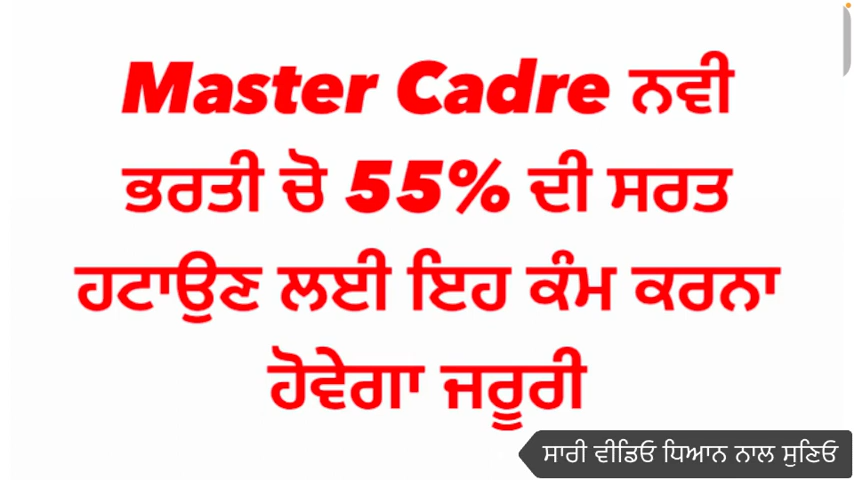 Master Cadre ਨਵੀ
ਭਰਤੀ ਚੋ 55% ਦੀ ਸਰਤ
ਹਟਾਉਣ ਲਈ ਇਹ ਕੰਮ ਕਰਨਾ
ਹੋਵੇਗਾ ਜਰੂਰੀ
ਸਾਰੀ ਵੀਡਿਓ ਧਿਆਨ ਨਾਲ ਸੁਣਿਓ